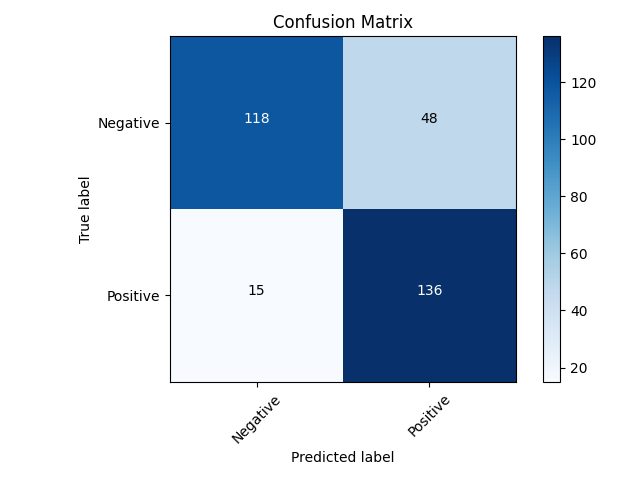 Confusion Matrix
Negative
Positive
True label
118
48
15
136
Negative
Positive
Predicted label
120
100
80
60
40
20